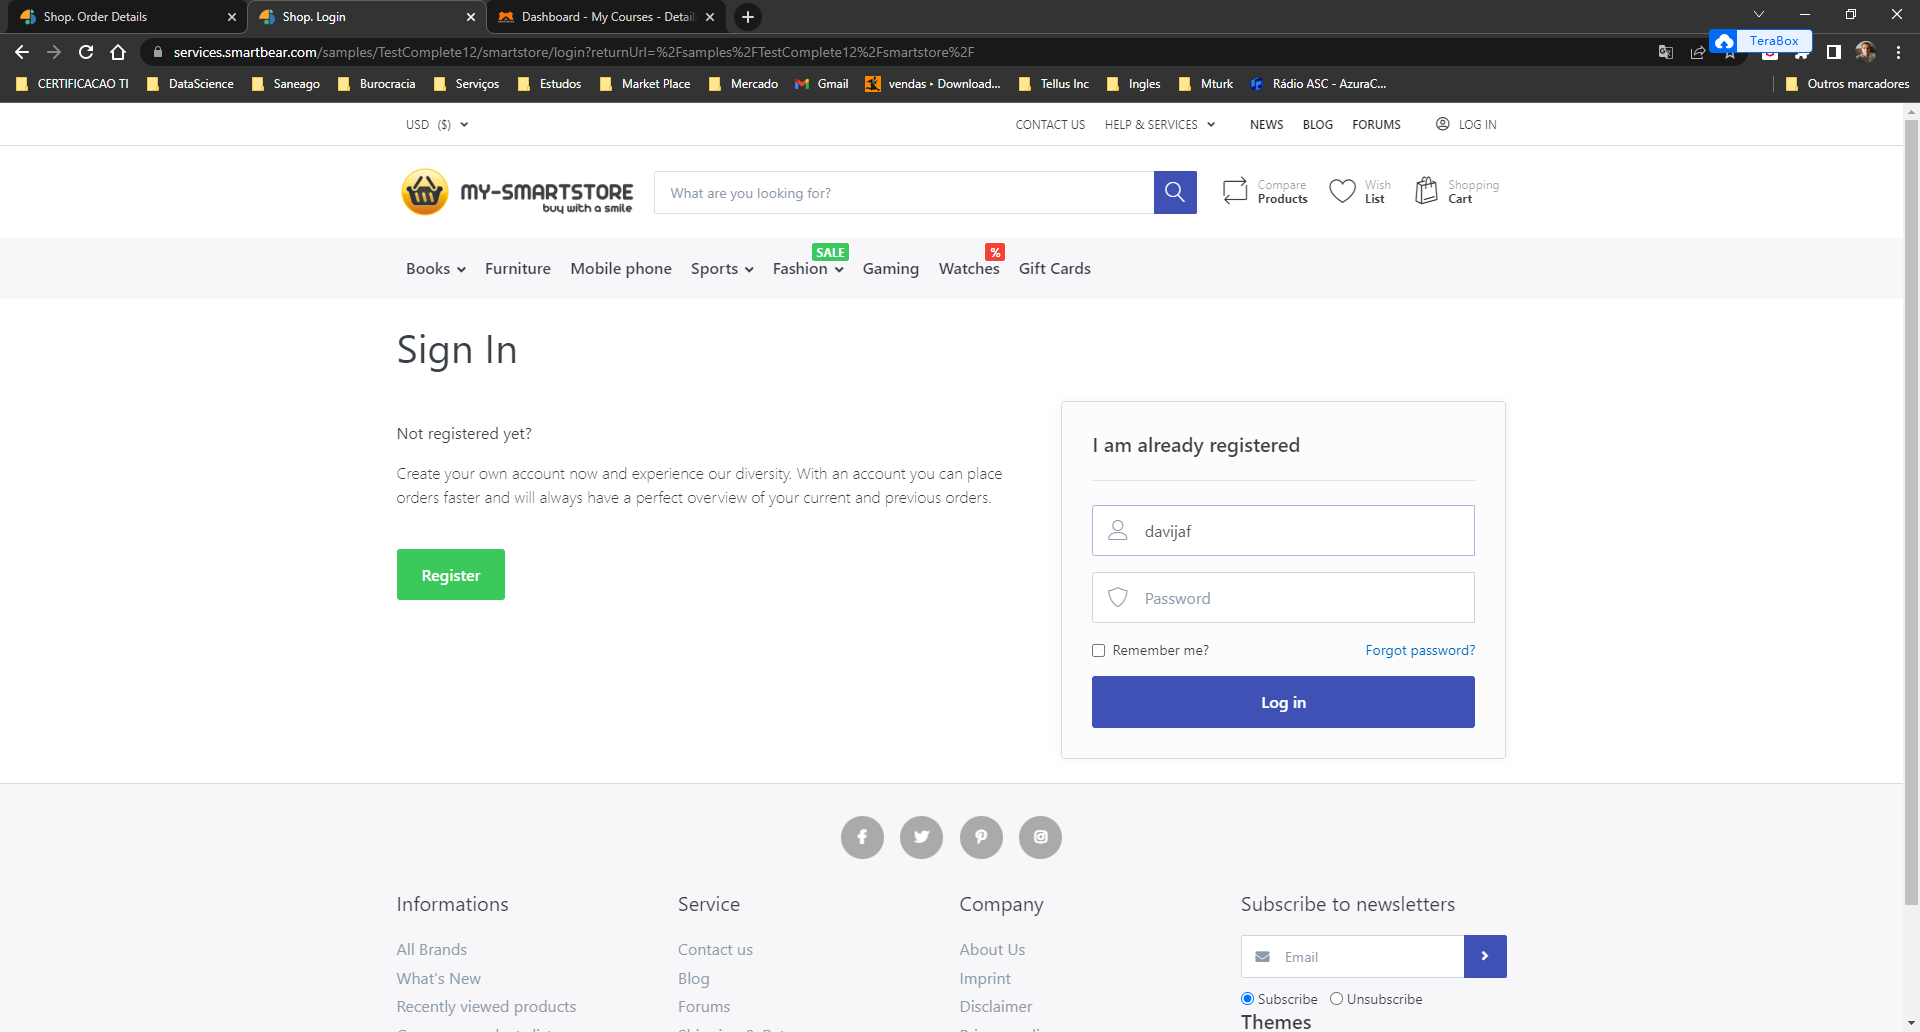 Shop. Order Details
Shop. Login
Dashboard - My Courses - Detail
services.smartbear.com/samples/TestComplete12/smartstore/login?returnUrl=%2Fsamples%2FTestComplete12%2Fsmartstore%2F
TeraBox
CERTIFICACAO TI
DataScience
Saneago
Burocracia
Serviços
Estudos
Market Place
Mercado
Gmail
vendas ▸ Download...
Tellus Inc
Ingles
Mturk
Rádio ASC - AzuraC...
Outros marcadores
USD ($)
CONTACT US
HELP & SERVICES
NEWS
BLOG
FORUMS
LOG IN
MY-SMARTSTORE
buy with a smile
What are you looking for?
Compare
Products
Wish
List
Shopping
Cart
SALE
%
Books
Furniture
Mobile phone
Sports
Fashion
Gaming
Watches
Gift Cards
Sign In
Not registered yet?
Create your own account now and experience our diversity. With an account you can place
orders faster and will always have a perfect overview of your current and previous orders.
Register
I am already registered
davijaf
Password
Remember me?
Forgot password?
Log in
Informations
All Brands
What's New
Recently viewed products
Service
Contact us
Blog
Forums
Company
About Us
Imprint
Disclaimer
Subscribe to newsletters
Email
Subscribe
Unsubscribe
Themes